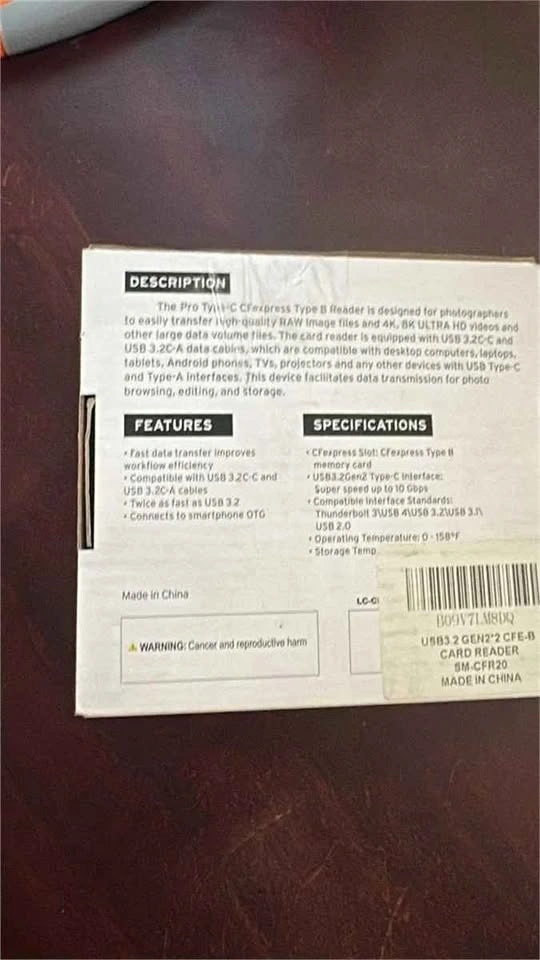 DESCRIPTION
The Pro Type-C CFexpress Type B Reader is designed for photographers
to easily transfer high-quality RAW image files and 4K, 8K ULTRA HD videos and
other large data volume files. The card reader is equipped with USB 3.2C-C and
USB 3.2C-A data cables, which are compatible with desktop computers, laptops,
tablets, Android phones, TVs, projectors and any other devices with USB Type-C
and Type-A interfaces. This device facilitates data transmission for photo
browsing, editing, and storage.
FEATURES
• Fast data transfer improves
workflow efficiency
• Compatible with USB 3.2C-C and
USB 3.2C-A cables
• Twice as fast as USB 3.2
• Connects to smartphone OTG
SPECIFICATIONS
• CFexpress Slot: CFexpress Type B
memory card
• USB3.2Gen2 Type-C Interface:
Super speed up to 10 Gbps
• Compatible Interface Standards:
Thunderbolt 3\USB 4\USB 3.2\USB 3.1\
USB 2.0
• Operating Temperature: 0 - 158°F
• Storage Temp
Made in China
LC-C
⚠ WARNING: Cancer and reproductive harm
B09V7LM8DQ
USB3.2 GEN2*2 CFE-B
CARD READER
SM-CFR20
MADE IN CHINA